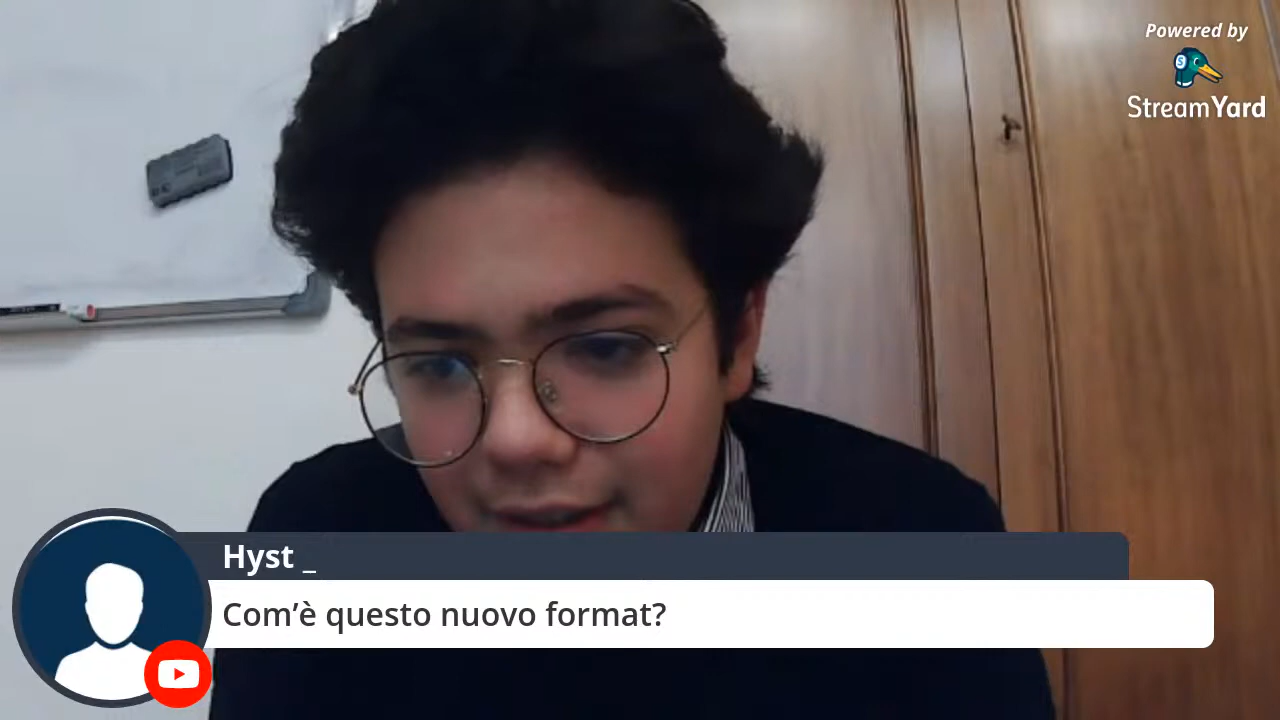 Powered by
StreamYard
Hyst _
Com’è questo nuovo format?